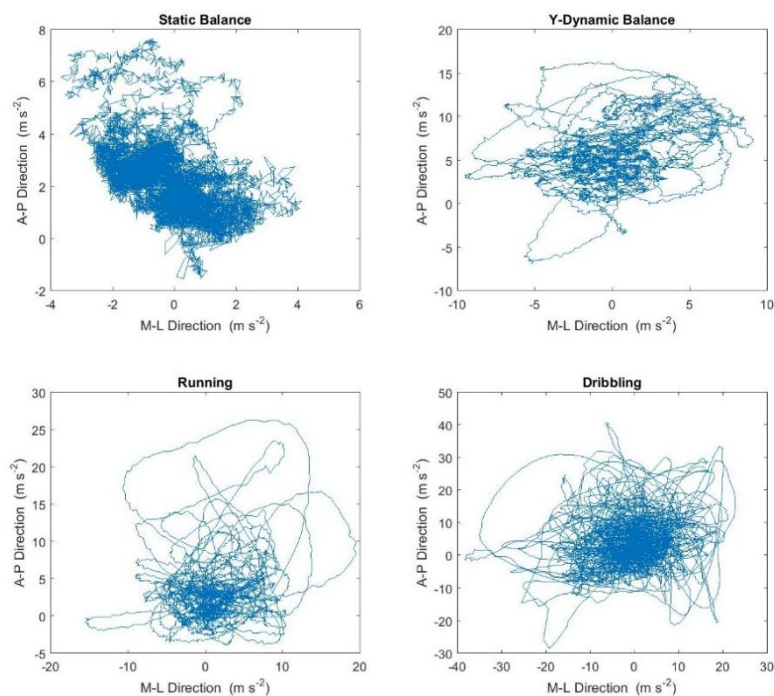 Static Balance
8
6
4
2
0
-2
-4 -2 0 2 4 6
A-P Direction (m s-2)
M-L Direction (m s-2)
Y-Dynamic Balance
20
15
10
5
0
-5
-10
-10 -5 0 5 10
A-P Direction (m s-2)
M-L Direction (m s-2)
Running
30
25
20
15
10
5
0
-5
-20 -10 0 10 20
A-P Direction (m s-2)
M-L Direction (m s-2)
Dribbling
50
40
30
20
10
0
-10
-20
-30
-40 -30 -20 -10 0 10 20 30
A-P Direction (m s-2)
M-L Direction (m s-2)